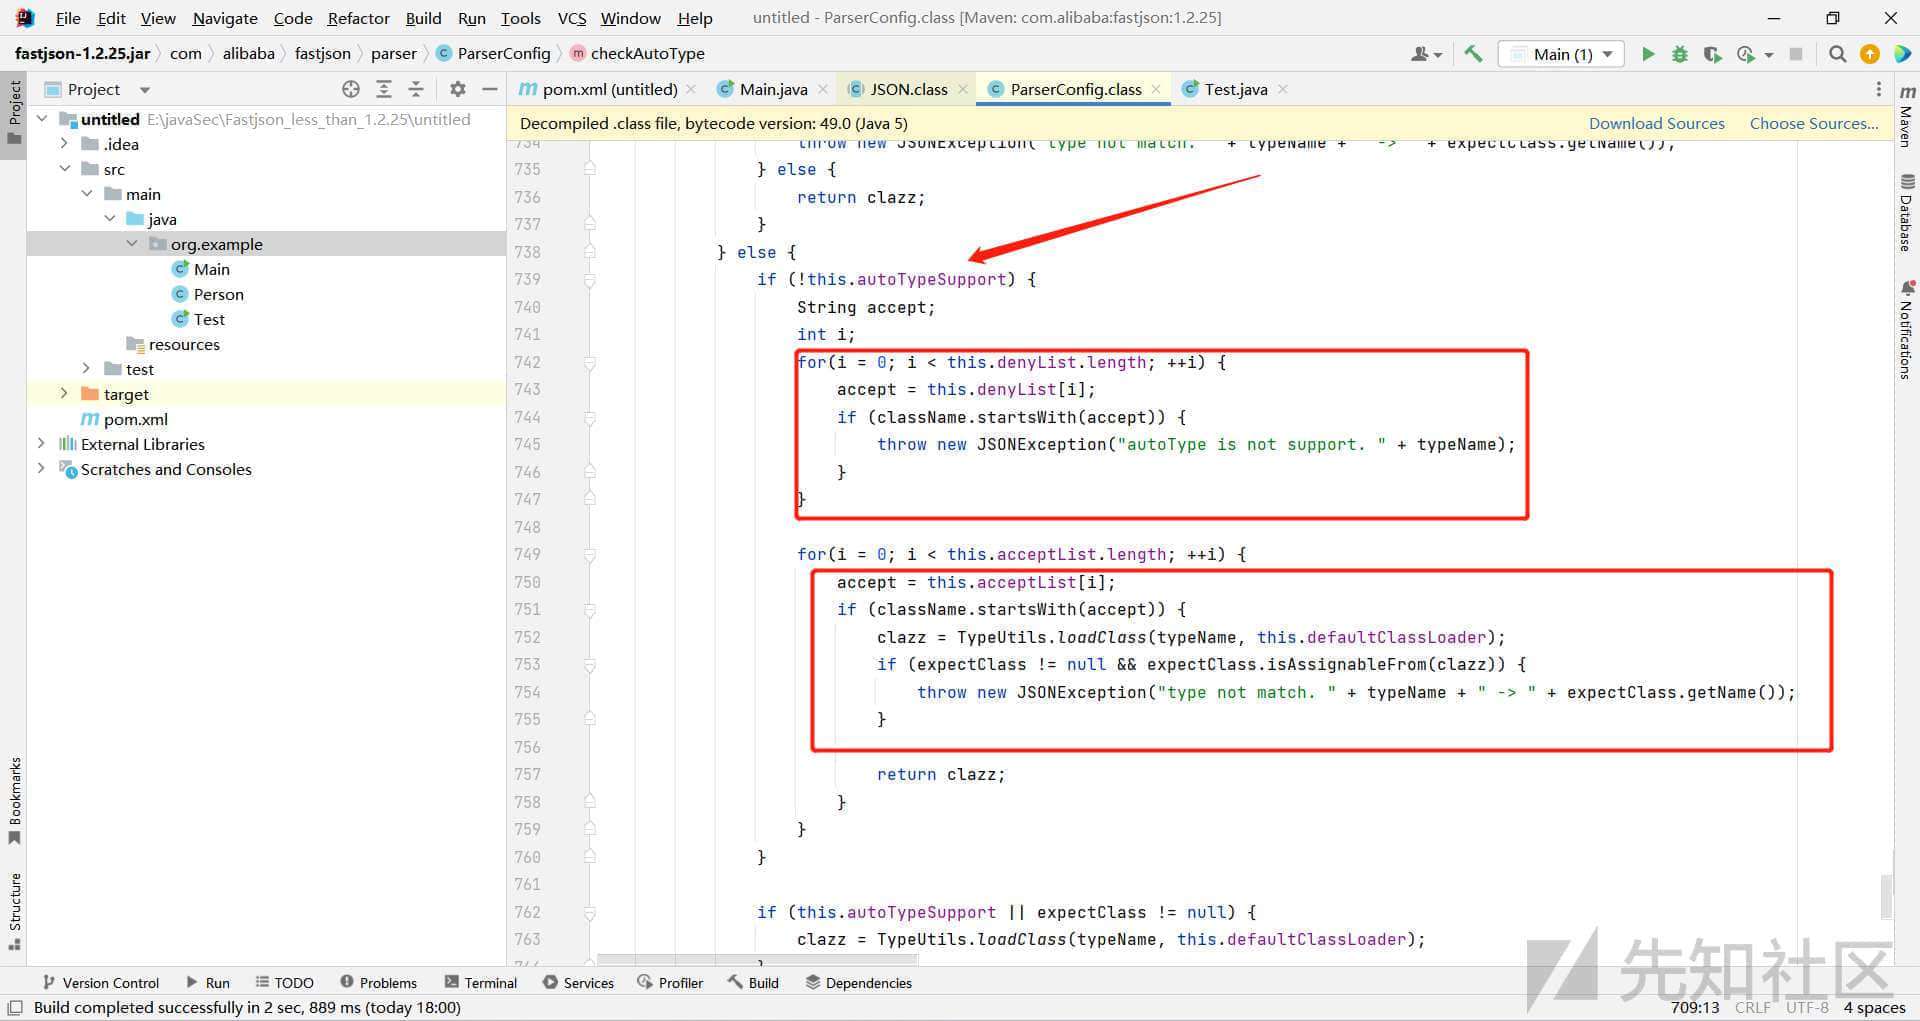 File Edit View Navigate Code Refactor Build Run Tools VCS Window Help untitled - ParserConfig.class [Maven: com.alibaba:fastjson:1.2.25]
fastjson-1.2.25.jar com alibaba fastjson parser ParserConfig checkAutoType Main (1)
Project
pom.xml (untitled) Main.java JSON.class ParserConfig.class Test.java
Decompiled .class file, bytecode version: 49.0 (Java 5) Download Sources Choose Sources...
untitled E:\javaSec\Fastjson_less_than_1.2.25\untitled
.idea
src
main
java
org.example
Main
Person
Test
resources
test
target
pom.xml
External Libraries
Scratches and Consoles
734 throw new JSONException("type not match. " + typeName + " -> " + expectClass.getName());
735 } else {
736 return clazz;
737 }
738 } else {
739 if (!this.autoTypeSupport) {
740 String accept;
741 int i;
742 for(i = 0; i < this.denyList.length; ++i) {
743 accept = this.denyList[i];
744 if (className.startsWith(accept)) {
745 throw new JSONException("autoType is not support. " + typeName);
746 }
747 }
748
749 for(i = 0; i < this.acceptList.length; ++i) {
750 accept = this.acceptList[i];
751 if (className.startsWith(accept)) {
752 clazz = TypeUtils.loadClass(typeName, this.defaultClassLoader);
753 if (expectClass != null && expectClass.isAssignableFrom(clazz)) {
754 throw new JSONException("type not match. " + typeName + " -> " + expectClass.getName());
755 }
756
757 return clazz;
758 }
759 }
760 }
761
762 if (this.autoTypeSupport || expectClass != null) {
763 clazz = TypeUtils.loadClass(typeName, this.defaultClassLoader);
Project
Bookmarks
Structure
Maven
Database
Notifications
Version Control Run TODO Problems Terminal Services Profiler Build Dependencies
Build completed successfully in 2 sec, 889 ms (today 18:00) 709:13 CRLF UTF-8 4 spaces
先知社区